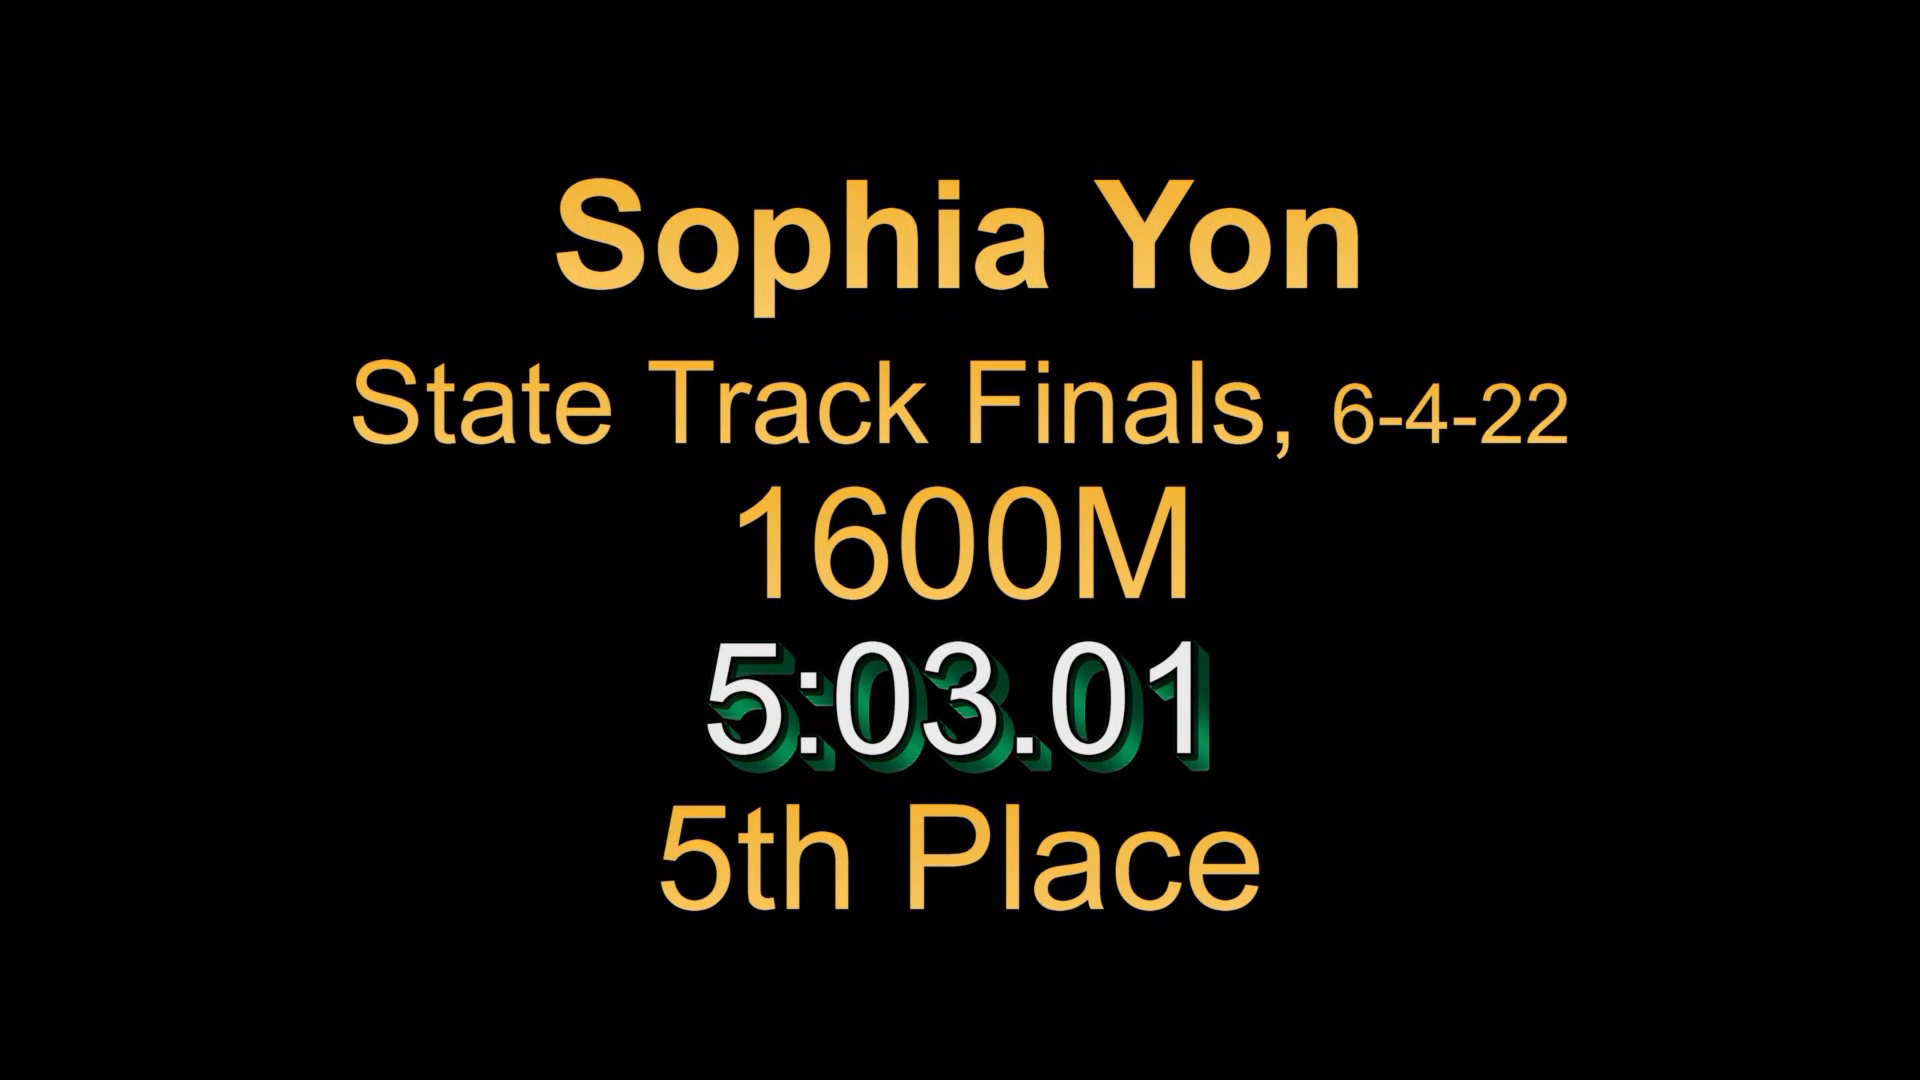 Sophia Yon
State Track Finals, 6-4-22
1600M
5:03.01
5th Place